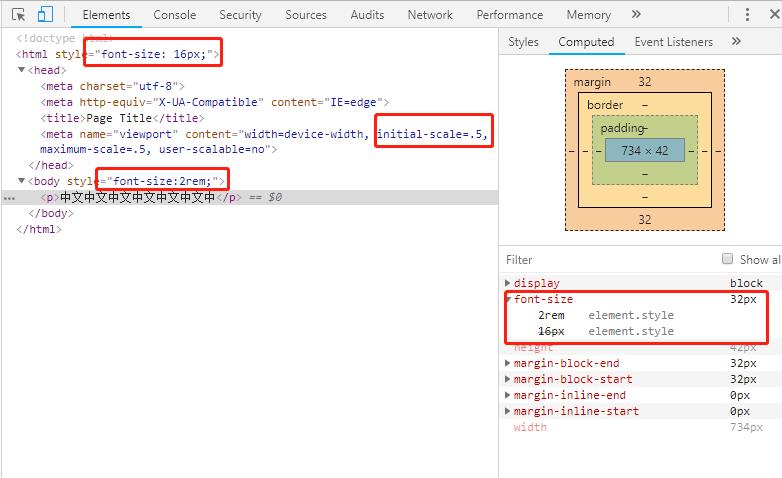 Elements Console Security Sources Audits Network Performance Memory »
<!doctype html>
<html style="font-size: 16px;">
<head>
<meta charset="utf-8">
<meta http-equiv="X-UA-Compatible" content="IE=edge">
<title>Page Title</title>
<meta name="viewport" content="width=device-width, initial-scale=.5,
maximum-scale=.5, user-scalable=no">
</head>
<body style="font-size:2rem;">
<p>中文中文中文中文中文中文中</p> == $0
</body>
</html>
Styles Computed Event Listeners »
margin 32
border –
padding –
– – – 734 × 42 – – –
–
–
32
Filter Show al
display block
font-size 32px
2rem element.style
16px element.style
height 42px
margin-block-end 32px
margin-block-start 32px
margin-inline-end 0px
margin-inline-start 0px
width 734px